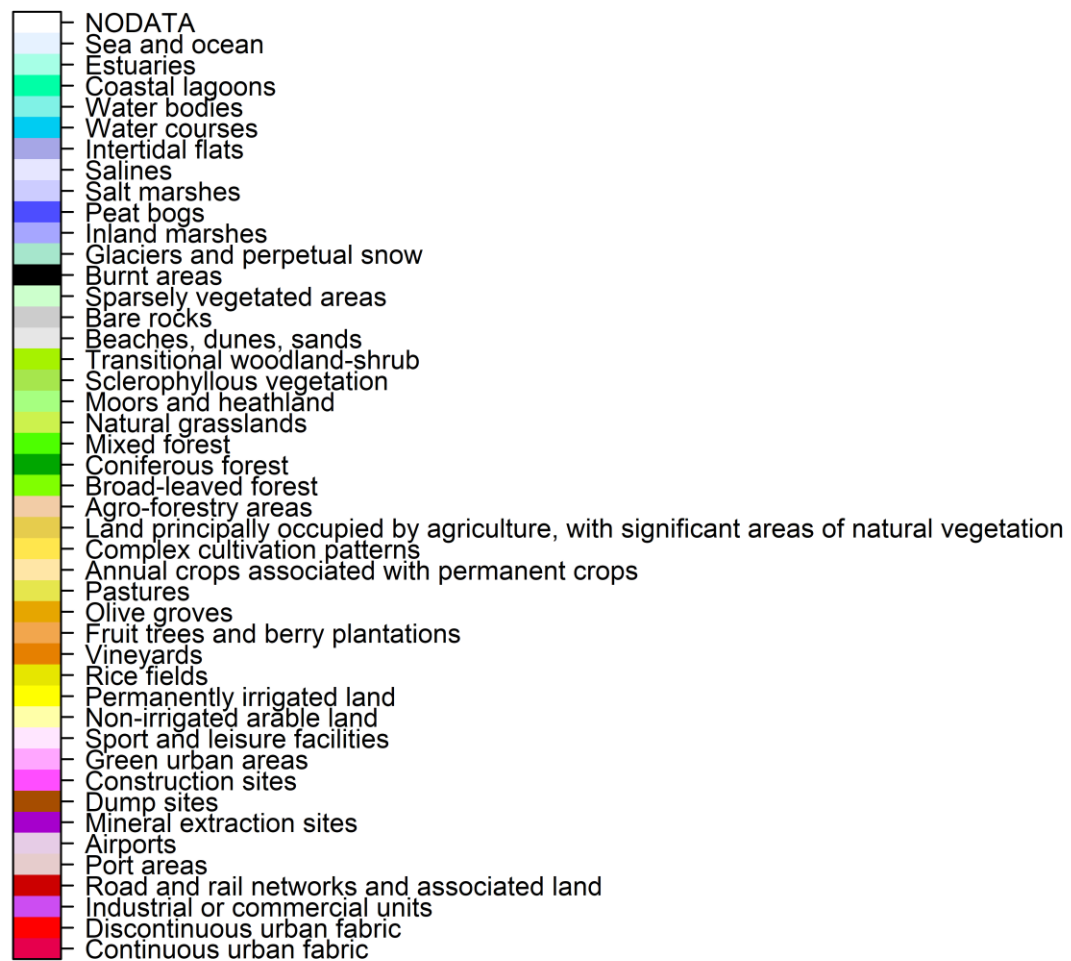 NODATA
Sea and ocean
Estuaries
Coastal lagoons
Water bodies
Water courses
Intertidal flats
Salines
Salt marshes
Peat bogs
Inland marshes
Glaciers and perpetual snow
Burnt areas
Sparsely vegetated areas
Bare rocks
Beaches, dunes, sands
Transitional woodland-shrub
Sclerophyllous vegetation
Moors and heathland
Natural grasslands
Mixed forest
Coniferous forest
Broad-leaved forest
Agro-forestry areas
Land principally occupied by agriculture, with significant areas of natural vegetation
Complex cultivation patterns
Annual crops associated with permanent crops
Pastures
Olive groves
Fruit trees and berry plantations
Vineyards
Rice fields
Permanently irrigated land
Non-irrigated arable land
Sport and leisure facilities
Green urban areas
Construction sites
Dump sites
Mineral extraction sites
Airports
Port areas
Road and rail networks and associated land
Industrial or commercial units
Discontinuous urban fabric
Continuous urban fabric